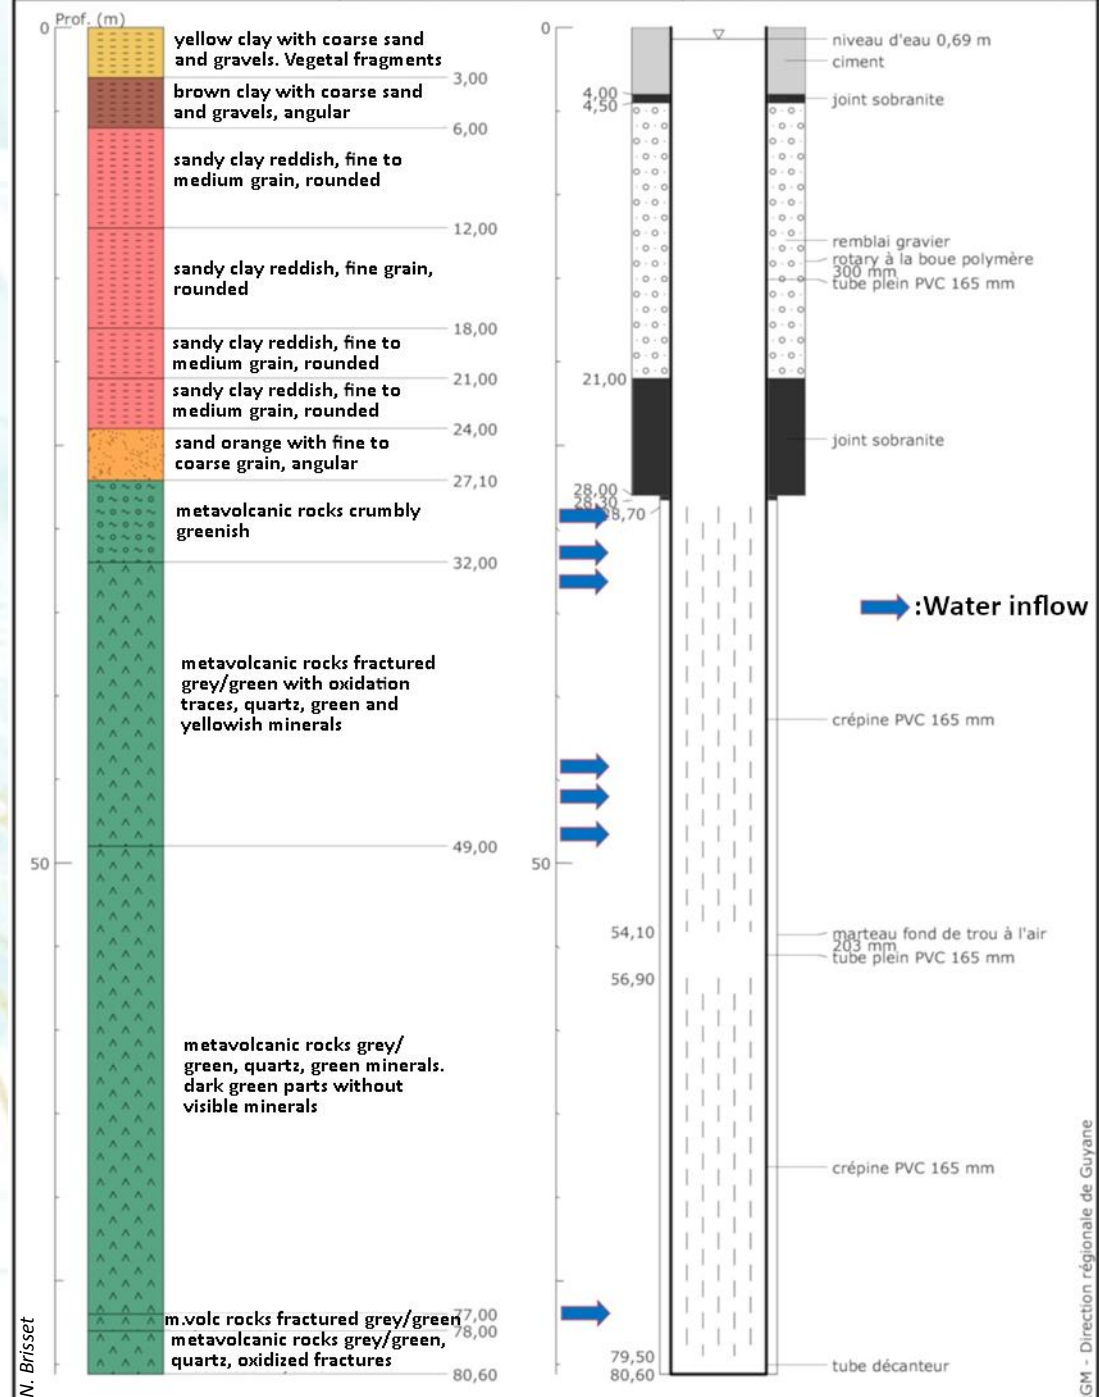 Prof. (m)
0
yellow clay with coarse sand
and gravels. Vegetal fragments
3,00
brown clay with coarse sand
and gravels, angular
6,00
sandy clay reddish, fine to
medium grain, rounded
12,00
sandy clay reddish, fine grain,
rounded
18,00
sandy clay reddish, fine to
medium grain, rounded
21,00
sandy clay reddish, fine to
medium grain, rounded
24,00
sand orange with fine to
coarse grain, angular
27,10
metavolcanic rocks crumbly
greenish
32,00
metavolcanic rocks fractured
grey/green with oxidation
traces, quartz, green and
yellowish minerals
49,00
50
metavolcanic rocks grey/
green, quartz, green minerals.
dark green parts without
visible minerals
77,00
m.volc rocks fractured grey/green
78,00
metavolcanic rocks grey/green,
quartz, oxidized fractures
80,60
0
niveau d'eau 0,69 m
ciment
4,00
4,50
joint sobranite
remblai gravier
rotary à la boue polymère
300 mm
tube plein PVC 165 mm
21,00
joint sobranite
28,00
28,30
8,70
:Water inflow
crépine PVC 165 mm
50
54,10
marteau fond de trou à l'air
203 mm
tube plein PVC 165 mm
56,90
crépine PVC 165 mm
79,50
tube décanteur
80,60
N. Brisset
GM - Direction régionale de Guyane